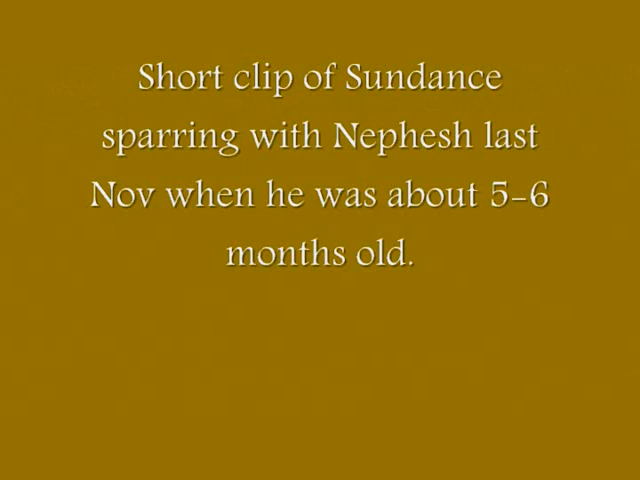 Short clip of Sundance
sparring with Nephesh last
Nov when he was about 5-6
months old.